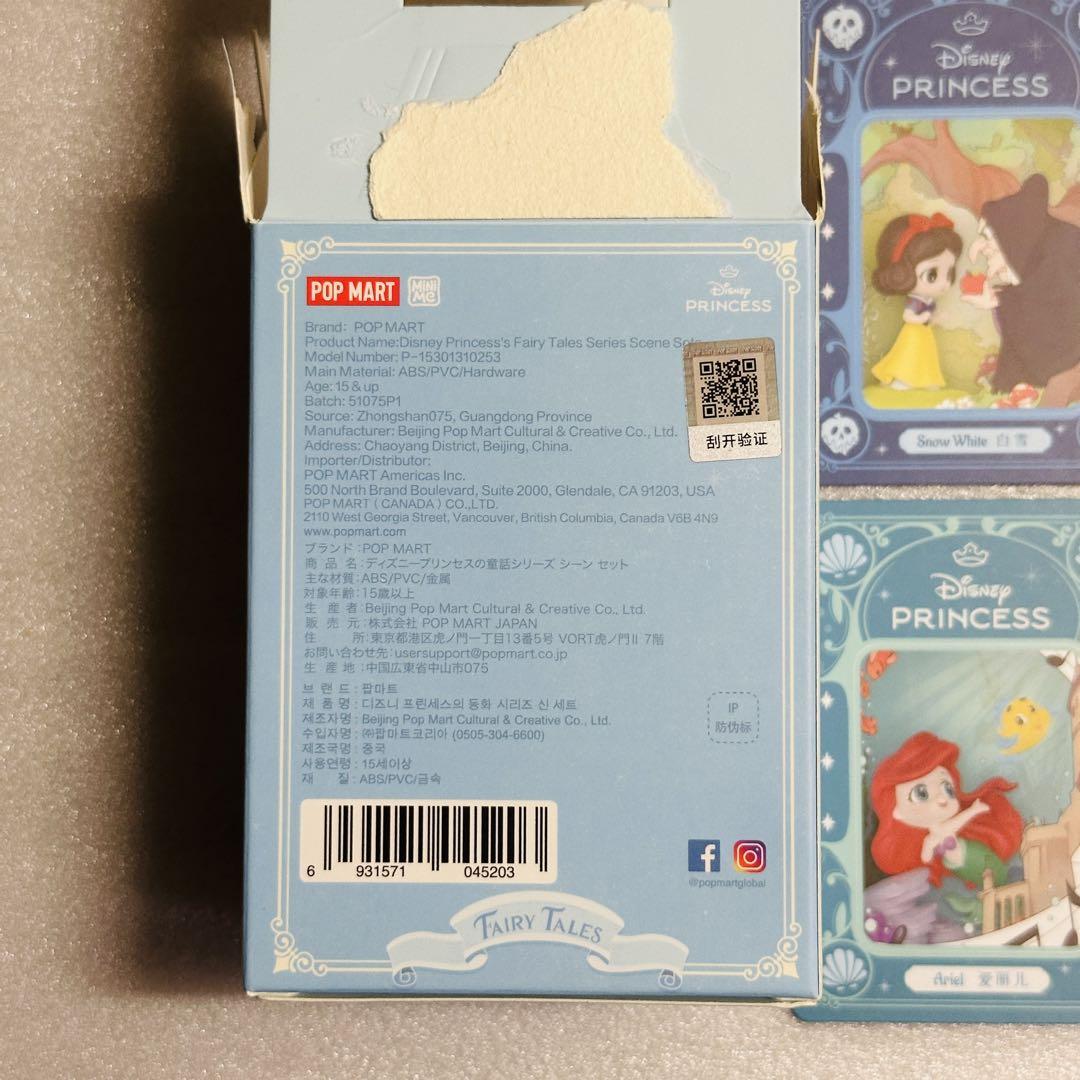 POP MART
MINI
ME
Disney
PRINCESS
Brand: POP MART
Product Name:Disney Princess's Fairy Tales Series Scene Sets
Model Number: P-15301310253
Main Material: ABS/PVC/Hardware
Age: 15 & up
Batch: 51075P1
Source: Zhongshan075, Guangdong Province
Manufacturer: Beijing Pop Mart Cultural & Creative Co., Ltd.
Address: Chaoyang District, Beijing, China.
Importer/Distributor:
POP MART Americas Inc.
500 North Brand Boulevard, Suite 2000, Glendale, CA 91203, USA
POP MART (CANADA) CO.,LTD.
2110 West Georgia Street, Vancouver, British Columbia, Canada V6B 4N9
www.popmart.com
刮开验证
ブランド:POP MART
商 品 名:ディズニープリンセスの童話シリーズ シーン セット
主な材質:ABS/PVC/金属
対象年齢:15歳以上
生 産 者:Beijing Pop Mart Cultural & Creative Co., Ltd.
販 売 元:株式会社 POP MART JAPAN
住 所:東京都港区虎ノ門一丁目13番5号 VORT虎ノ門II 7階
お問い合わせ先:usersupport@popmart.co.jp
生 産 地:中国広東省中山市075
브 랜 드 : 팝마트
제 품 명 : 디즈니 프린세스의 동화 시리즈 신 세트
제조자명 : Beijing Pop Mart Cultural & Creative Co., Ltd.
수입자명 : ㈜팝마트코리아 (0505-304-6600)
제조국명 : 중국
사용연령 : 15세이상
재 질 : ABS/PVC/금속
IP
防伪标
6 931571 045203
@popmartglobal
FAIRY TALES
Disney
PRINCESS
Snow White 白雪
Disney
PRINCESS
Ariel 爱丽儿